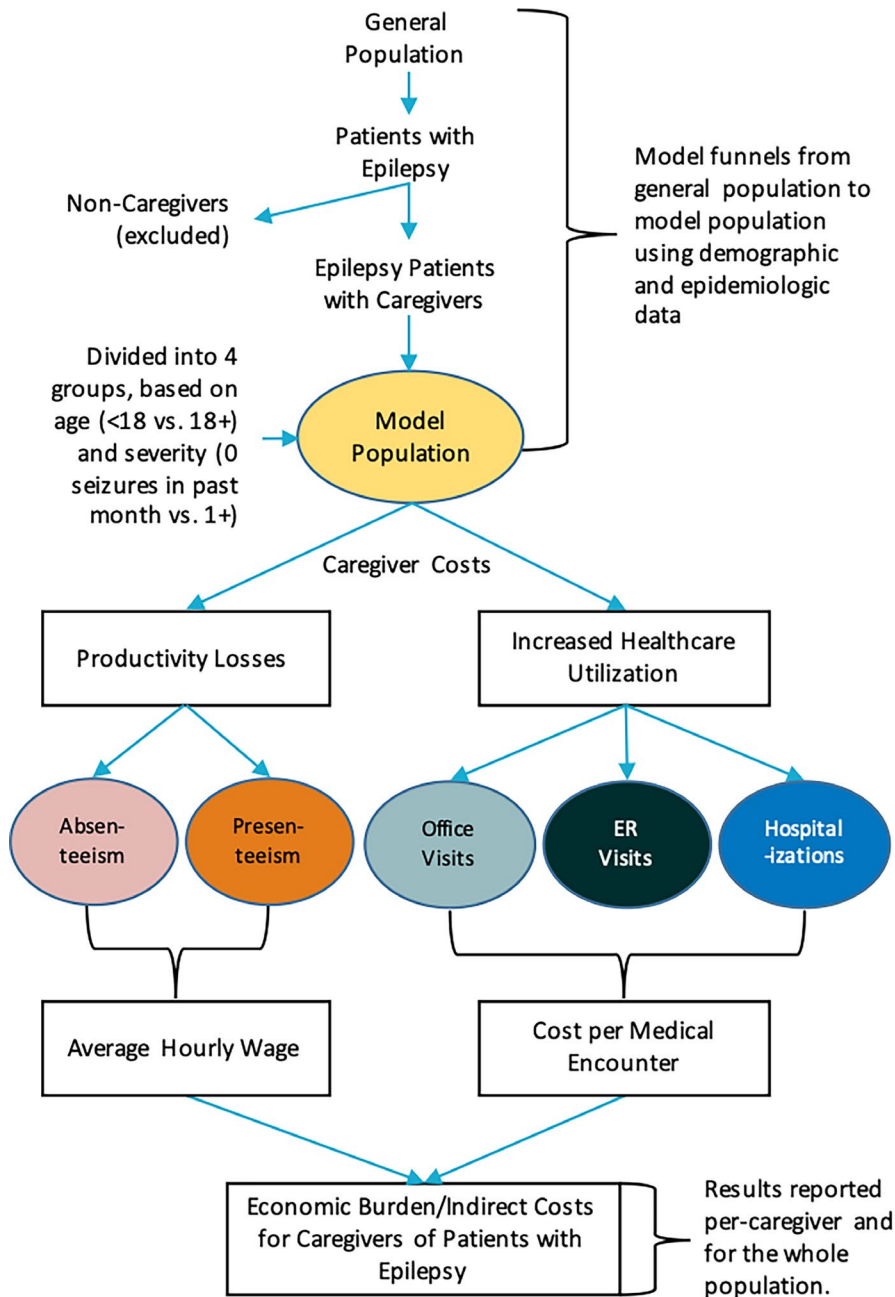 General
Population
Patients with
Epilepsy
Non-Caregivers
(excluded)
Epilepsy Patients
with Caregivers
Model funnels from
general population to
model population
using demographic
and epidemiologic
data
Divided into 4
groups, based on
age (<18 vs. 18+)
and severity (0
seizures in past
month vs. 1+)
Model
Population
Caregiver Costs
Productivity Losses
Increased Healthcare
Utilization
Absen-
teeism
Presen-
teeism
Office
Visits
ER
Visits
Hospital
-izations
Average Hourly Wage
Cost per Medical
Encounter
Economic Burden/Indirect Costs
for Caregivers of Patients with
Epilepsy
Results reported
per-caregiver and
for the whole
population.